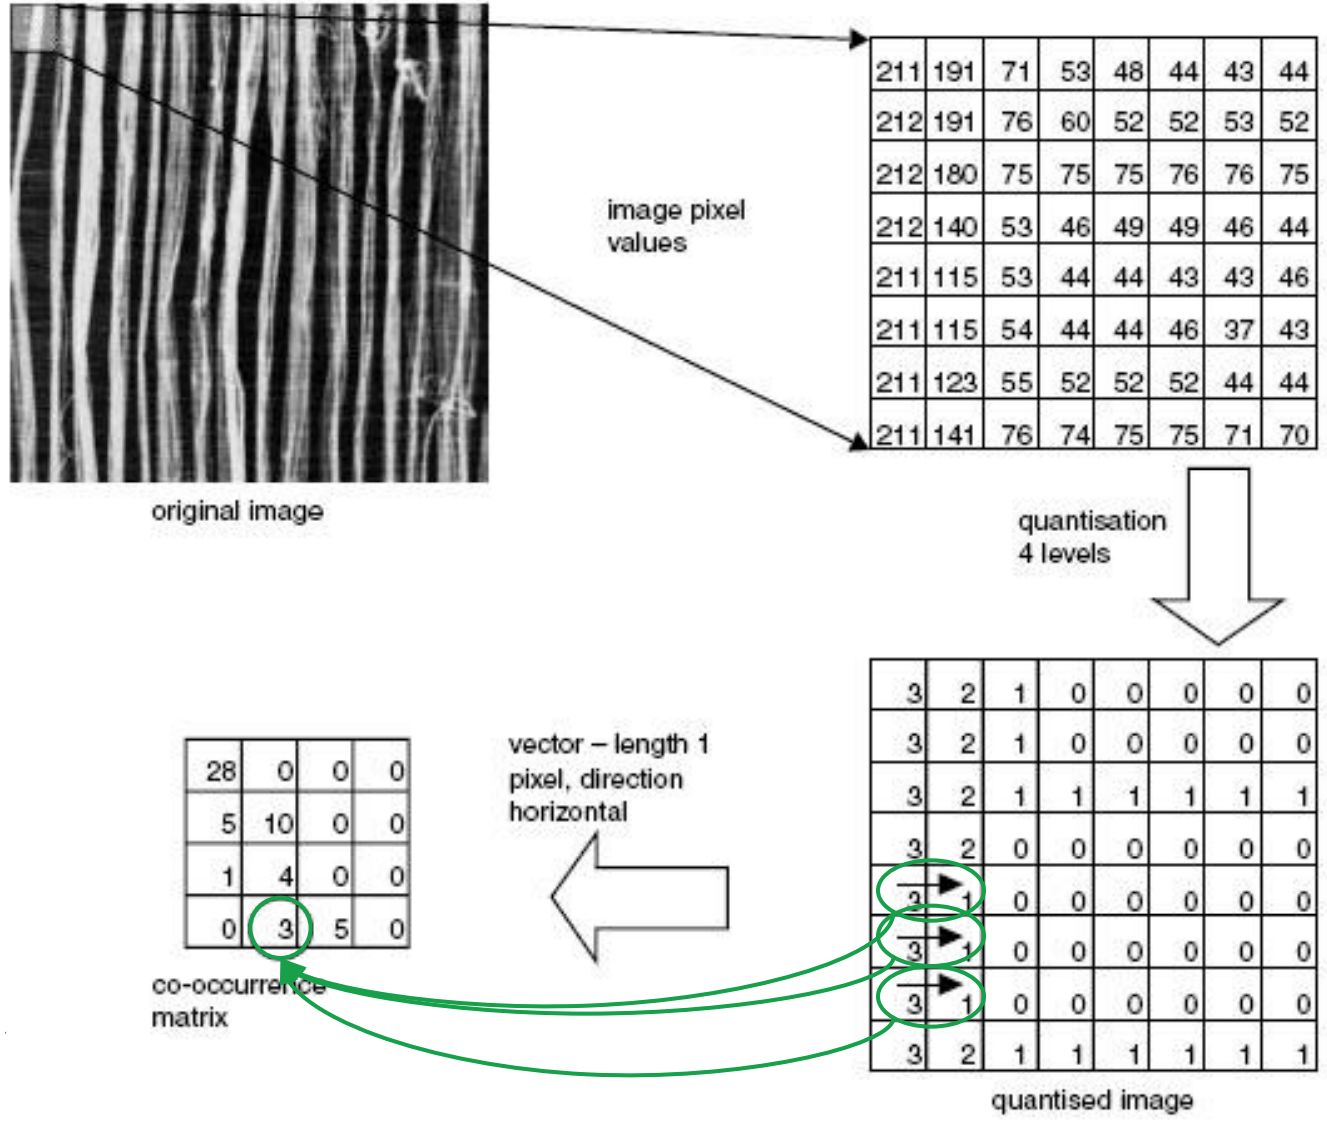 211 191 71 53 48 44 43 44
212 191 76 60 52 52 53 52
212 180 75 75 75 76 76 75
212 140 53 46 49 49 46 44
211 115 53 44 44 43 43 46
211 115 54 44 44 46 37 43
211 123 55 52 52 52 44 44
211 141 76 74 75 75 71 70
image pixel
values
original image
quantisation
4 levels
3 2 1 0 0 0 0 0
3 2 1 0 0 0 0 0
3 2 1 1 1 1 1 1
3 2 0 0 0 0 0 0
3 1 0 0 0 0 0 0
3 1 0 0 0 0 0 0
3 1 0 0 0 0 0 0
3 2 1 1 1 1 1 1
quantised image
vector – length 1
pixel, direction
horizontal
28 0 0 0
5 10 0 0
1 4 0 0
0 3 5 0
co-occurrence
matrix